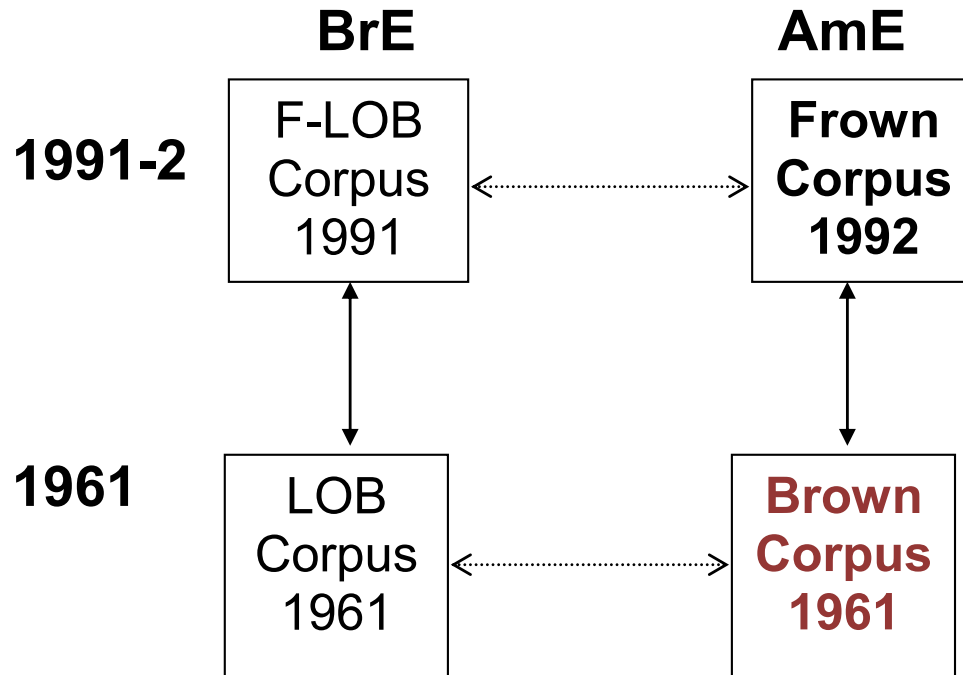 BrE
AmE
1991-2
F-LOB
Corpus
1991
Frown
Corpus
1992
1961
LOB
Corpus
1961
Brown
Corpus
1961